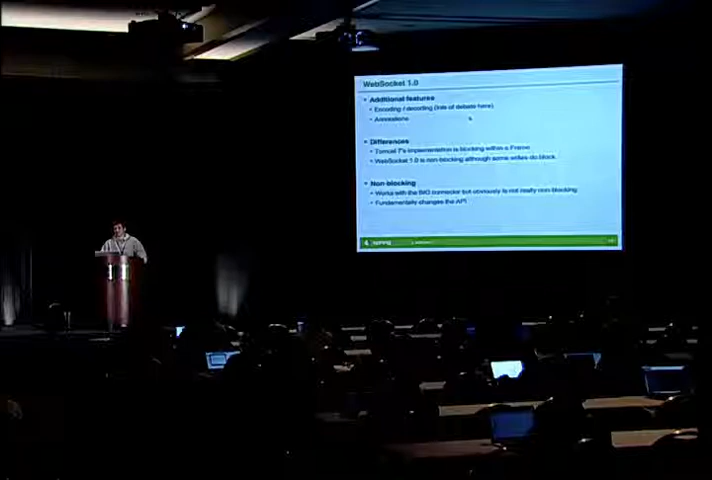 WebSocket 1.0
Additional features
Encoding / decoding (lots of debate here)
Annotations
Differences
Tomcat 7's implementation is blocking within a Frame
WebSocket 1.0 is non-blocking although some writes do block
Non-blocking
Works with the BIO connector but obviously is not really non-blocking
Fundamentally changes the API
spring